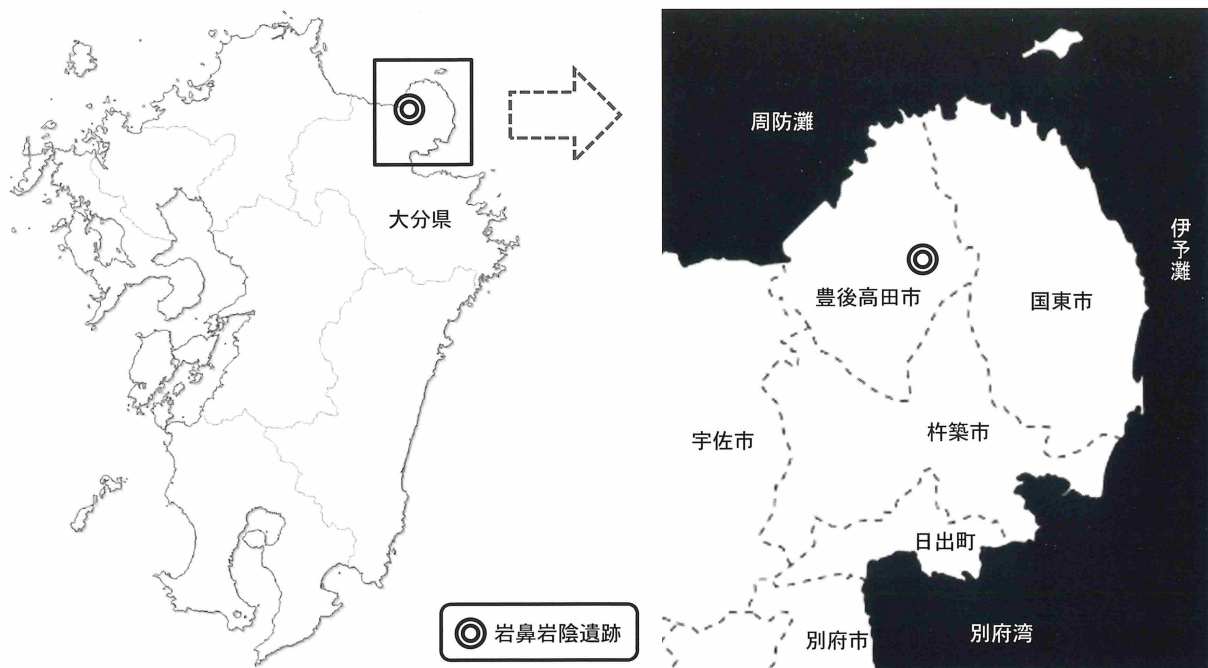 大分県
岩鼻岩陰遺跡
周防灘
伊予灘
豊後高田市
国東市
宇佐市
杵築市
日出町
別府市
別府湾